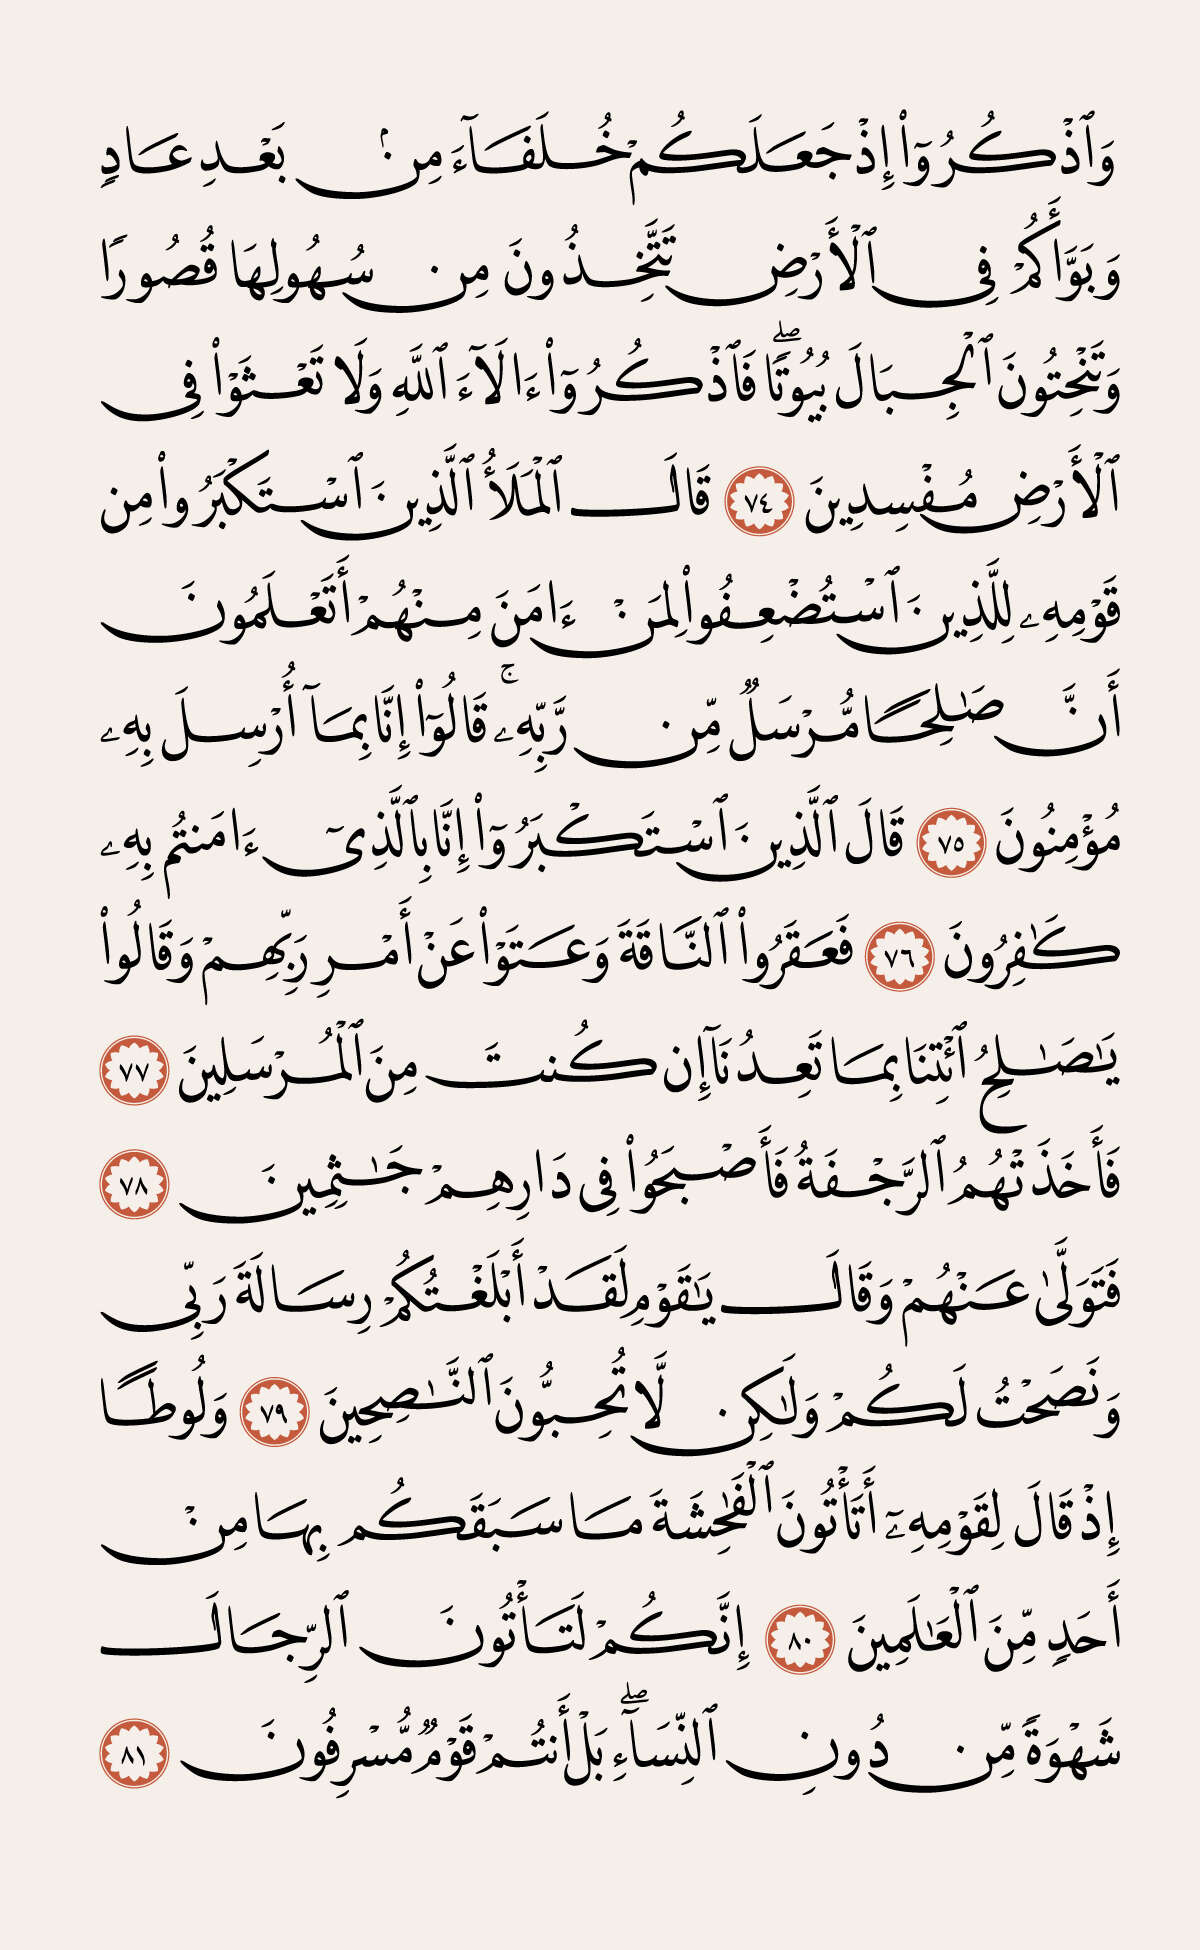 وَٱذۡكُرُوٓاْ إِذۡ جَعَلَكُمۡ خُلَفَآءَ مِنۢ بَعۡدِ عَادٖ
وَبَوَّأَكُمۡ فِي ٱلۡأَرۡضِ تَتَّخِذُونَ مِن سُهُولِهَا قُصُورٗا
وَتَنۡحِتُونَ ٱلۡجِبَالَ بُيُوتٗاۖ فَٱذۡكُرُوٓاْ ءَالَآءَ ٱللَّهِ وَلَا تَعۡثَوۡاْ فِي
ٱلۡأَرۡضِ مُفۡسِدِينَ ٧٤ قَالَ ٱلۡمَلَأُ ٱلَّذِينَ ٱسۡتَكۡبَرُواْ مِن
قَوۡمِهِۦ لِلَّذِينَ ٱسۡتُضۡعِفُواْ لِمَنۡ ءَامَنَ مِنۡهُمۡ أَتَعۡلَمُونَ
أَنَّ صَٰلِحٗا مُّرۡسَلٞ مِّن رَّبِّهِۦۚ قَالُوٓاْ إِنَّا بِمَآ أُرۡسِلَ بِهِۦ
مُؤۡمِنُونَ ٧٥ قَالَ ٱلَّذِينَ ٱسۡتَكۡبَرُوٓاْ إِنَّا بِٱلَّذِيٓ ءَامَنتُم بِهِۦ
كَٰفِرُونَ ٧٦ فَعَقَرُواْ ٱلنَّاقَةَ وَعَتَوۡاْ عَنۡ أَمۡرِ رَبِّهِمۡ وَقَالُواْ
يَٰصَٰلِحُ ٱئۡتِنَا بِمَا تَعِدُنَآ إِن كُنتَ مِنَ ٱلۡمُرۡسَلِينَ ٧٧
فَأَخَذَتۡهُمُ ٱلرَّجۡفَةُ فَأَصۡبَحُواْ فِي دَارِهِمۡ جَٰثِمِينَ ٧٨
فَتَوَلَّىٰ عَنۡهُمۡ وَقَالَ يَٰقَوۡمِ لَقَدۡ أَبۡلَغۡتُكُمۡ رِسَالَةَ رَبِّي
وَنَصَحۡتُ لَكُمۡ وَلَٰكِن لَّا تُحِبُّونَ ٱلنَّٰصِحِينَ ٧٩ وَلُوطًا
إِذۡ قَالَ لِقَوۡمِهِۦٓ أَتَأۡتُونَ ٱلۡفَٰحِشَةَ مَا سَبَقَكُم بِهَا مِنۡ
أَحَدٖ مِّنَ ٱلۡعَٰلَمِينَ ٨٠ إِنَّكُمۡ لَتَأۡتُونَ ٱلرِّجَالَ
شَهۡوَةٗ مِّن دُونِ ٱلنِّسَآءِۖ بَلۡ أَنتُمۡ قَوۡمٞ مُّسۡرِفُونَ ٨١